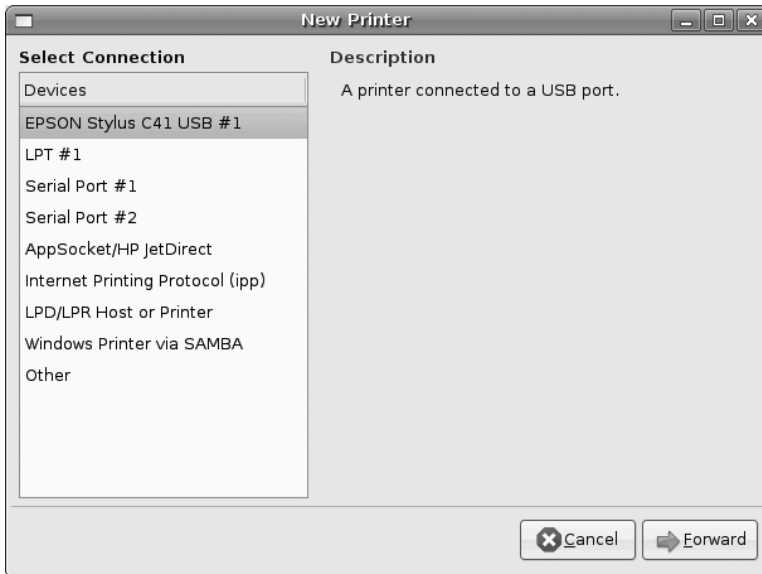 New Printer
Select Connection
Description
Devices
A printer connected to a USB port.
EPSON Stylus C41 USB #1
LPT #1
Serial Port #1
Serial Port #2
AppSocket/HP JetDirect
Internet Printing Protocol (ipp)
LPD/LPR Host or Printer
Windows Printer via SAMBA
Other
Cancel
Forward